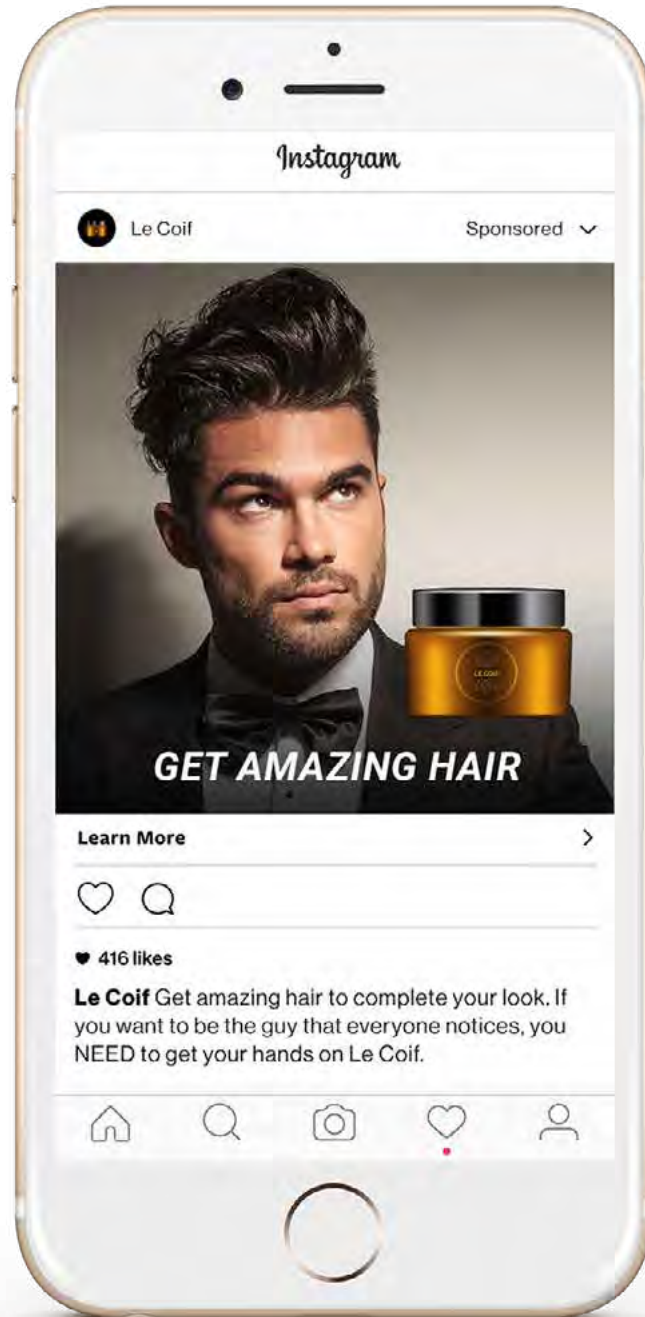 Instagram
Le Coif
Sponsored
LE COIF
GET AMAZING HAIR
Learn More
416 likes
Le Coif Get amazing hair to complete your look. If
you want to be the guy that everyone notices, you
NEED to get your hands on Le Coif.